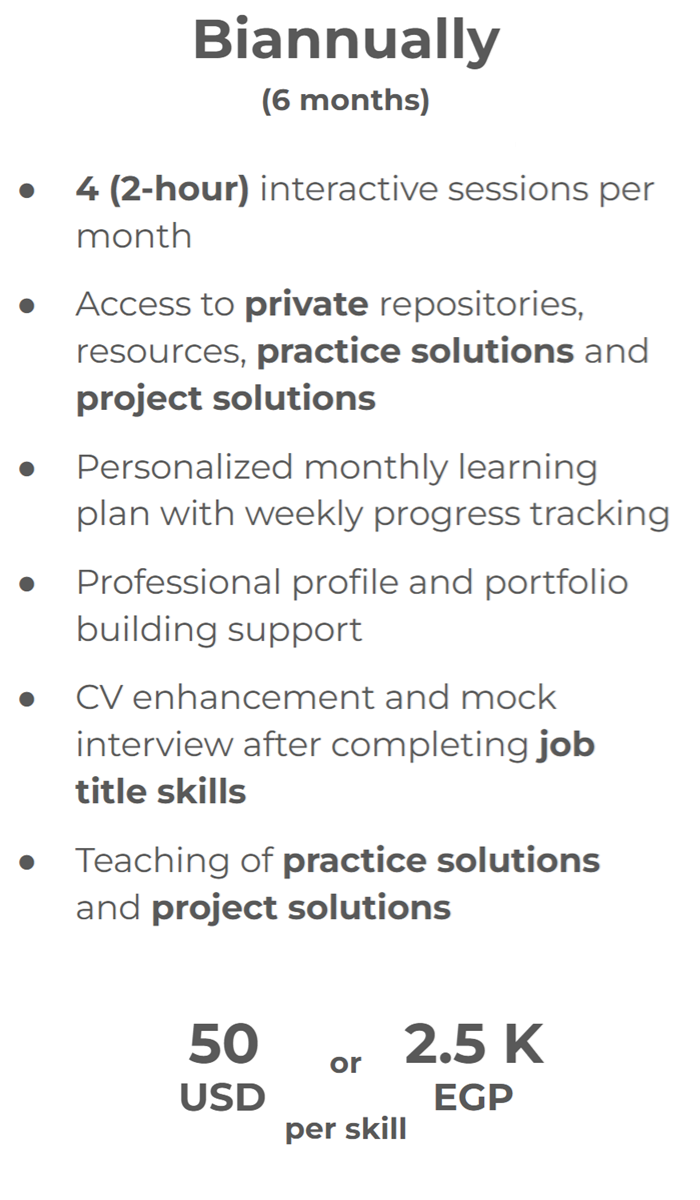 Biannually
(6 months)
● 4 (2-hour) interactive sessions per
month
● Access to private repositories,
resources, practice solutions and
project solutions
● Personalized monthly learning
plan with weekly progress tracking
● Professional profile and portfolio
building support
● CV enhancement and mock
interview after completing job
title skills
● Teaching of practice solutions
and project solutions
50 or 2.5 K
USD EGP
per skill